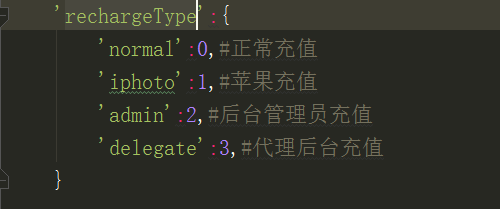 'rechargeType':{
'normal':0,#正常充值
'iphoto':1,#苹果充值
'admin':2,#后台管理员充值
'delegate':3,#代理后台充值
}